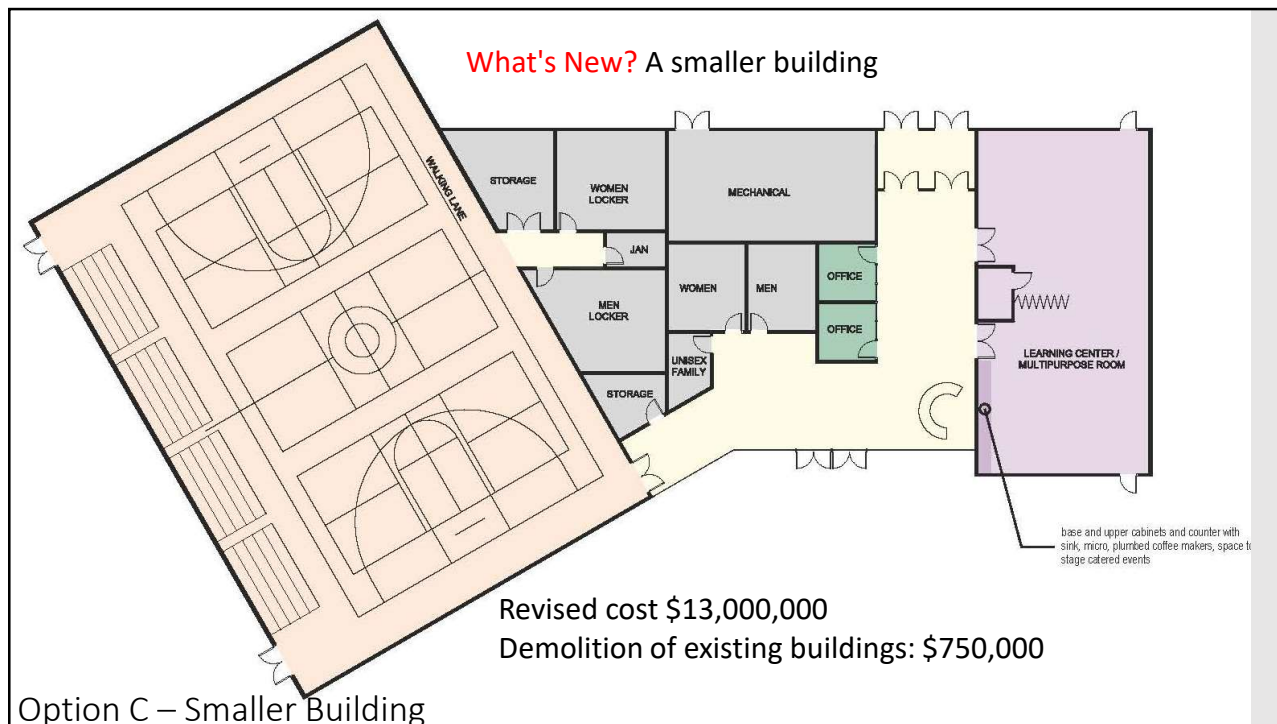 What's New? A smaller building
WALKING LANE
STORAGE
WOMEN
LOCKER
MECHANICAL
JAN
WOMEN
MEN
OFFICE
MEN
LOCKER
OFFICE
UNISEX
FAMILY
STORAGE
LEARNING CENTER /
MULTIPURPOSE ROOM
base and upper cabinets and counter with
sink, micro, plumbed coffee makers, space to
stage catered events
Revised cost $13,000,000
Demolition of existing buildings: $750,000
Option C – Smaller Building